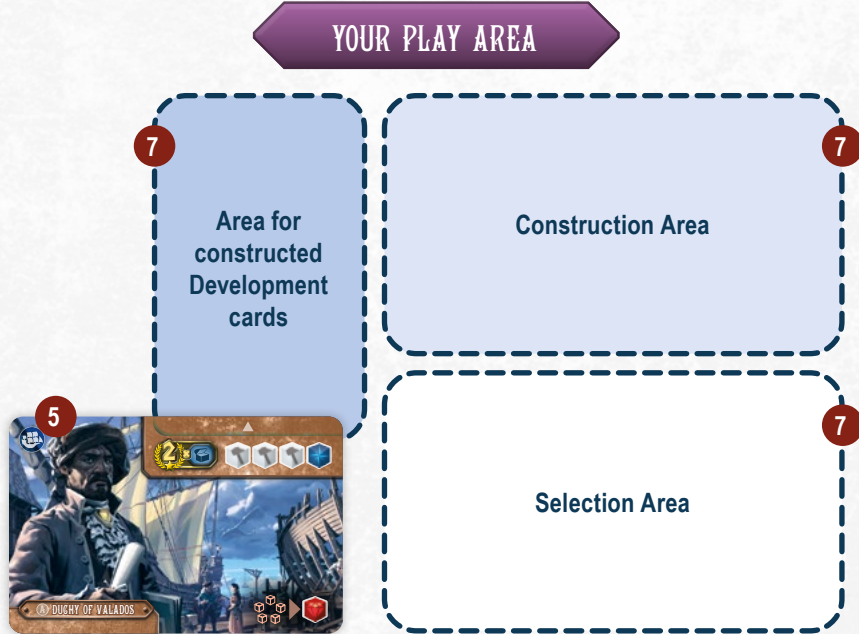 YOUR PLAY AREA
7
Area for
constructed
Development
cards
7
Construction Area
5
2 x
7
Selection Area
A DUCHY OF VALADOS